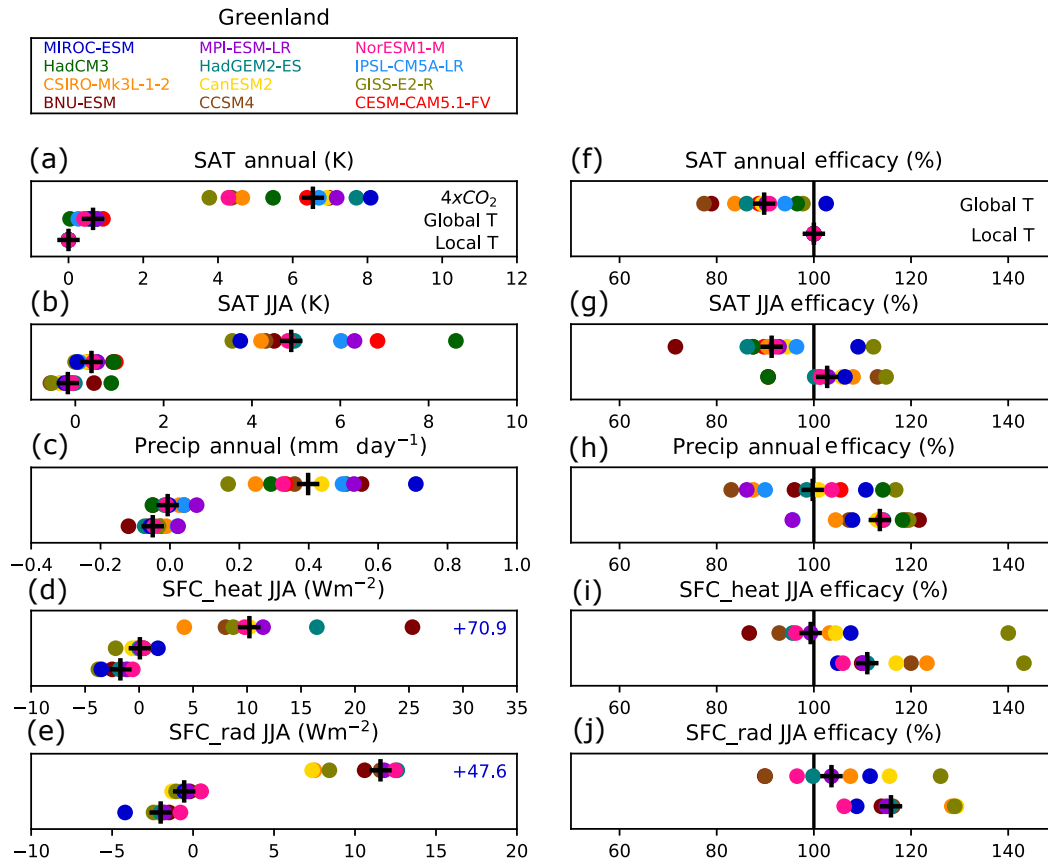 Greenland
MIROC-ESM MPI-ESM-LR NorESM1-M
HadCM3 HadGEM2-ES IPSL-CM5A-LR
CSIRO-Mk3L-1-2 CanESM2 GISS-E2-R
BNU-ESM CCSM4 CESM-CAM5.1-FV
(a) SAT annual (K)
4xCO₂
Global T
Local T
0 2 4 6 8 10 12
(b) SAT JJA (K)
0 2 4 6 8 10
(c) Precip annual (mm day⁻¹)
−0.4 −0.2 0.0 0.2 0.4 0.6 0.8 1.0
(d) SFC_heat JJA (Wm⁻²)
+70.9
−10 −5 0 5 10 15 20 25 30 35
(e) SFC_rad JJA (Wm⁻²)
+47.6
−10 −5 0 5 10 15 20
(f) SAT annual efficacy (%)
Global T
Local T
60 80 100 120 140
(g) SAT JJA efficacy (%)
60 80 100 120 140
(h) Precip annual efficacy (%)
60 80 100 120 140
(i) SFC_heat JJA efficacy (%)
60 80 100 120 140
(j) SFC_rad JJA efficacy (%)
60 80 100 120 140